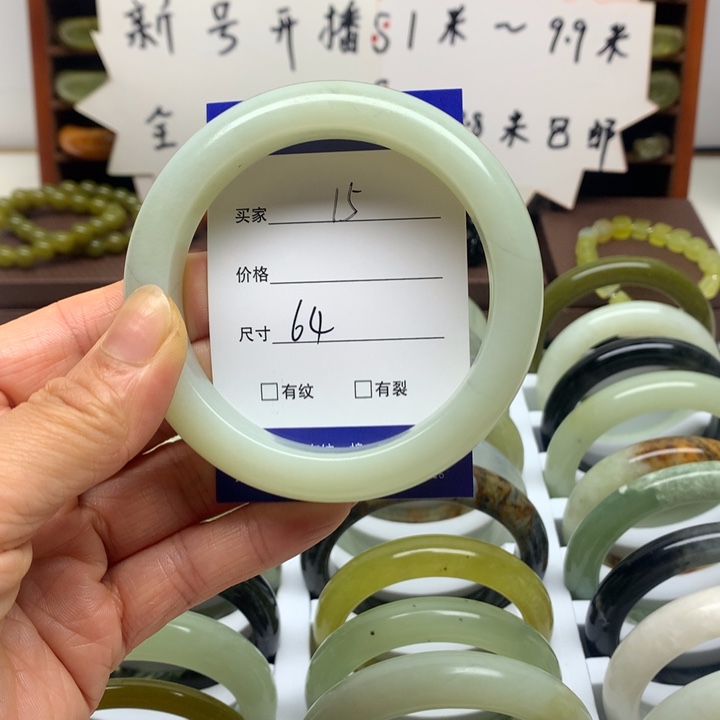 新号开播S1米~9.9米
全
8米包邮
买家 15
价格
尺寸 64
□有纹 □有裂